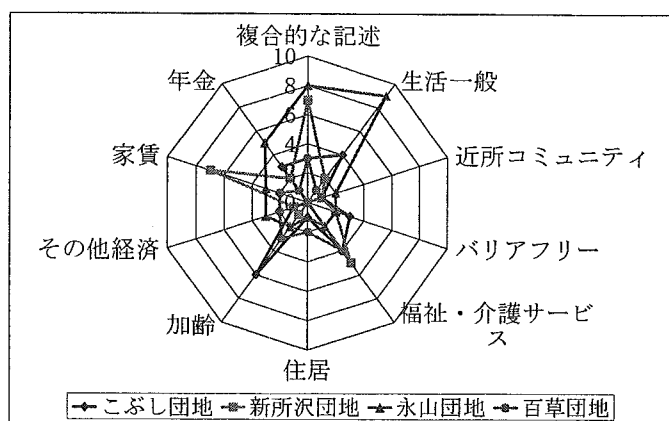 複合的な記述
10
8
6
4
2
0
生活一般
近所コミュニティ
バリアフリー
福祉・介護サービ
ス
住居
加齢
その他経済
家賃
年金
こぶし団地 新所沢団地 永山団地 百草団地